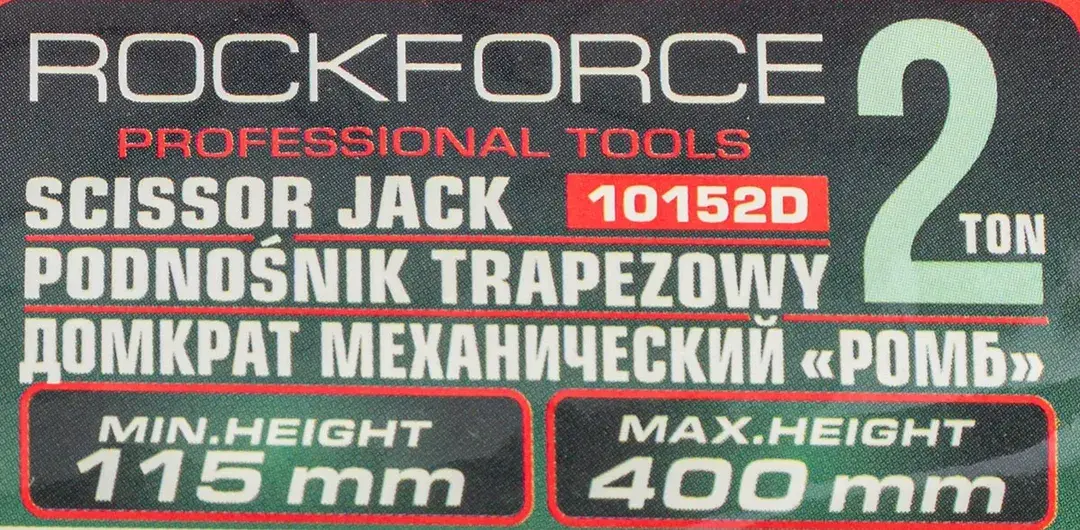 ROCKFORCE
2 TON
PROFESSIONAL TOOLS
SCISSOR JACK 10152D
PODNOŚNIK TRAPEZOWY
ДОМКРАТ МЕХАНИЧЕСКИЙ «РОМБ»
MIN.HEIGHT
115 mm
MAX.HEIGHT
400 mm